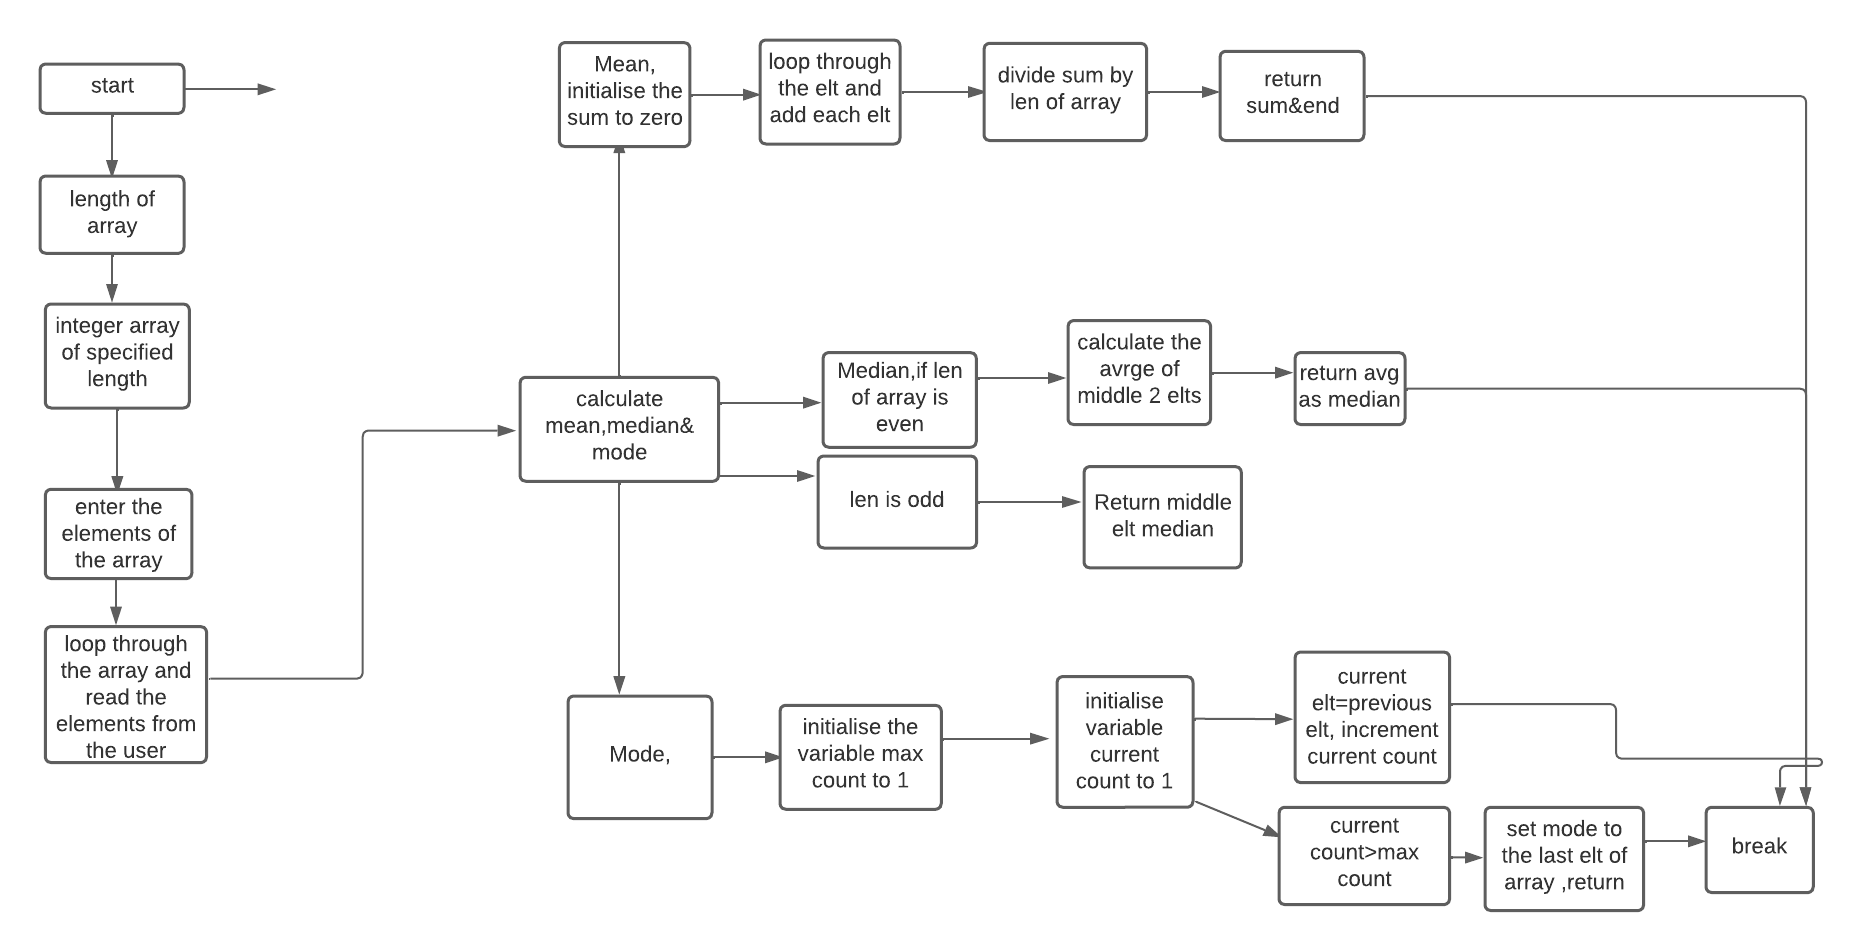 start
length of
array
integer array
of specified
length
enter the
elements of
the array
loop through
the array and
read the
elements from
the user
calculate
mean,median&
mode
Mean,
initialise the
sum to zero
loop through
the elt and
add each elt
divide sum by
len of array
return
sum&end
Median,if len
of array is
even
calculate the
avrge of
middle 2 elts
return avg
as median
len is odd
Return middle
elt median
Mode,
initialise the
variable max
count to 1
initialise
variable
current
count to 1
current
elt=previous
elt, increment
current count
current
count>max
count
set mode to
the last elt of
array ,return
break